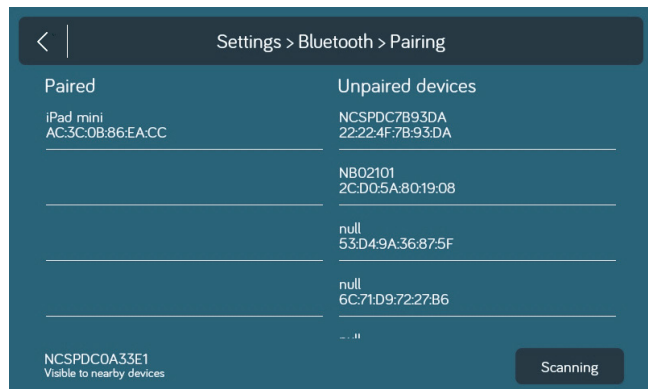 Settings > Bluetooth > Pairing
Paired
iPad mini
AC:3C:0B:86:EA:CC
Unpaired devices
NCSPDC7B93DA
22:22:4F:7B:93:DA
NB02101
2C:D0:5A:80:19:08
null
53:D4:9A:36:87:5F
null
6C:71:D9:72:27:B6
NCSPDC0A33E1
Visible to nearby devices
Scanning